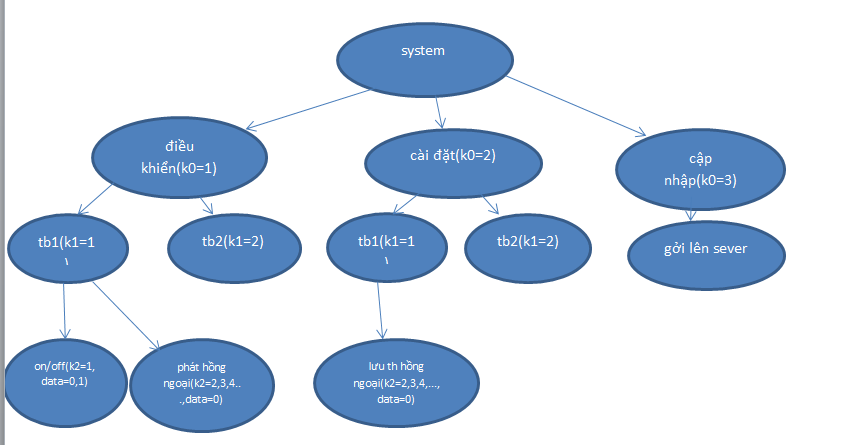 system
điều
khiển(k0=1)
cài đặt(k0=2)
cập
nhập(k0=3)
tb1(k1=1
)
tb2(k1=2)
tb1(k1=1
)
tb2(k1=2)
gởi lên sever
on/off(k2=1,
data=0,1)
phát hồng
ngoại(k2=2,3,4..
.,data=0)
lưu th hồng
ngoại(k2=2,3,4,...,
data=0)